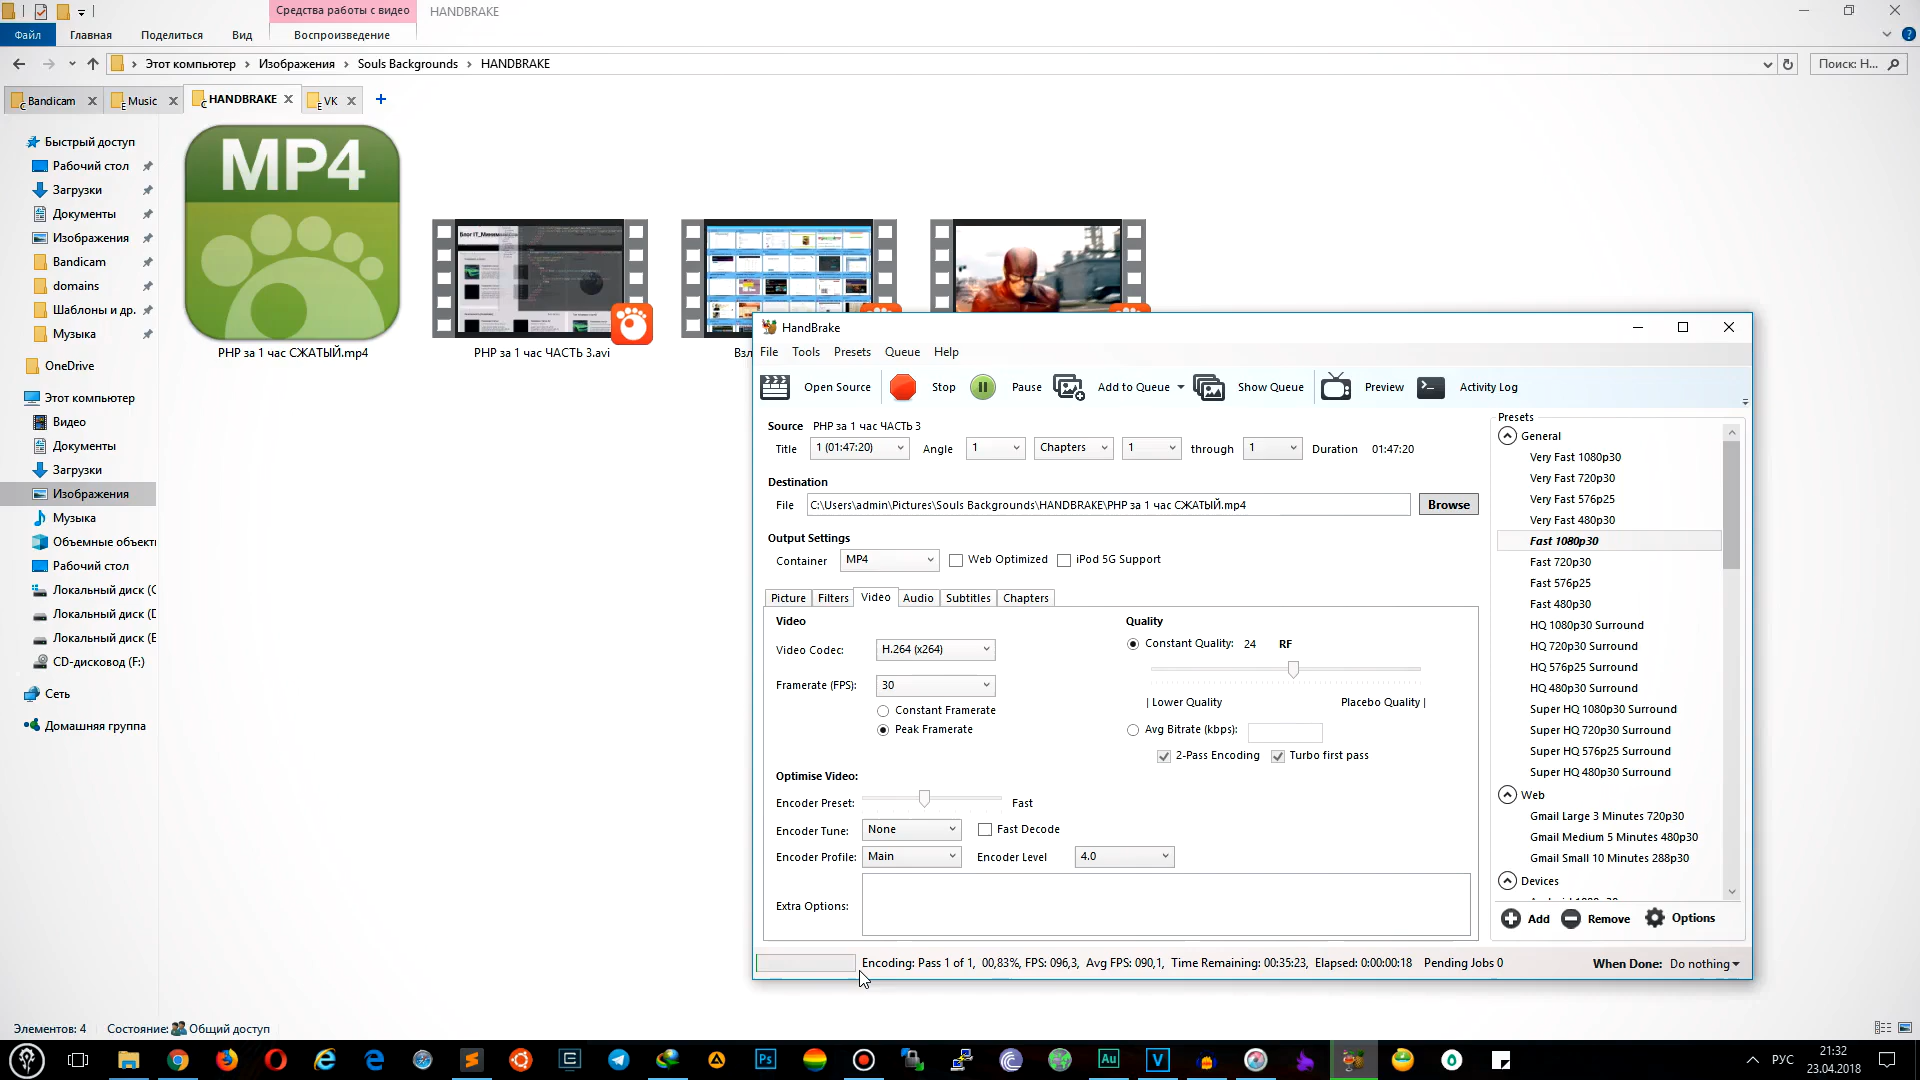 Средства работы с видео
HANDBRAKE
Файл
Главная
Поделиться
Вид
Воспроизведение
Этот компьютер
Изображения
Souls Backgrounds
HANDBRAKE
Поиск: H...
Bandicam
Music
HANDBRAKE
VK
Быстрый доступ
Рабочий стол
Загрузки
Документы
Изображения
Bandicam
domains
Шаблоны и др.
Музыка
OneDrive
Этот компьютер
Видео
Документы
Загрузки
Изображения
Музыка
Объемные объекты
Рабочий стол
Локальный диск (C
Локальный диск (D
Локальный диск (E
CD-дисковод (F:)
Сеть
Домашняя группа
MP4
PHP за 1 час СЖАТЫЙ.mp4
PHP за 1 час ЧАСТЬ 3.avi
Взл
HandBrake
File Tools Presets Queue Help
Open Source
Stop
Pause
Add to Queue
Show Queue
Preview
Activity Log
Source PHP за 1 час ЧАСТЬ 3
Title 1 (01:47:20) Angle 1 Chapters 1 through 1 Duration 01:47:20
Destination
File C:\Users\admin\Pictures\Souls Backgrounds\HANDBRAKE\PHP за 1 час СЖАТЫЙ.mp4 Browse
Output Settings
Container MP4 Web Optimized iPod 5G Support
Picture Filters Video Audio Subtitles Chapters
Video
Video Codec: H.264 (x264)
Framerate (FPS): 30
Constant Framerate
Peak Framerate
Quality
Constant Quality: 24 RF
| Lower Quality Placebo Quality |
Avg Bitrate (kbps):
2-Pass Encoding Turbo first pass
Optimise Video:
Encoder Preset: Fast
Encoder Tune: None Fast Decode
Encoder Profile: Main Encoder Level 4.0
Extra Options:
Presets
General
Very Fast 1080p30
Very Fast 720p30
Very Fast 576p25
Very Fast 480p30
Fast 1080p30
Fast 720p30
Fast 576p25
Fast 480p30
HQ 1080p30 Surround
HQ 720p30 Surround
HQ 576p25 Surround
HQ 480p30 Surround
Super HQ 1080p30 Surround
Super HQ 720p30 Surround
Super HQ 576p25 Surround
Super HQ 480p30 Surround
Web
Gmail Large 3 Minutes 720p30
Gmail Medium 5 Minutes 480p30
Gmail Small 10 Minutes 288p30
Devices
Add Remove Options
Encoding: Pass 1 of 1, 00,83%, FPS: 096,3, Avg FPS: 090,1, Time Remaining: 00:35:23, Elapsed: 0:00:00:18 Pending Jobs 0
When Done: Do nothing
Элементов: 4
Состояние: Общий доступ
Ps
Au
V
РУС
21:32
23.04.2018